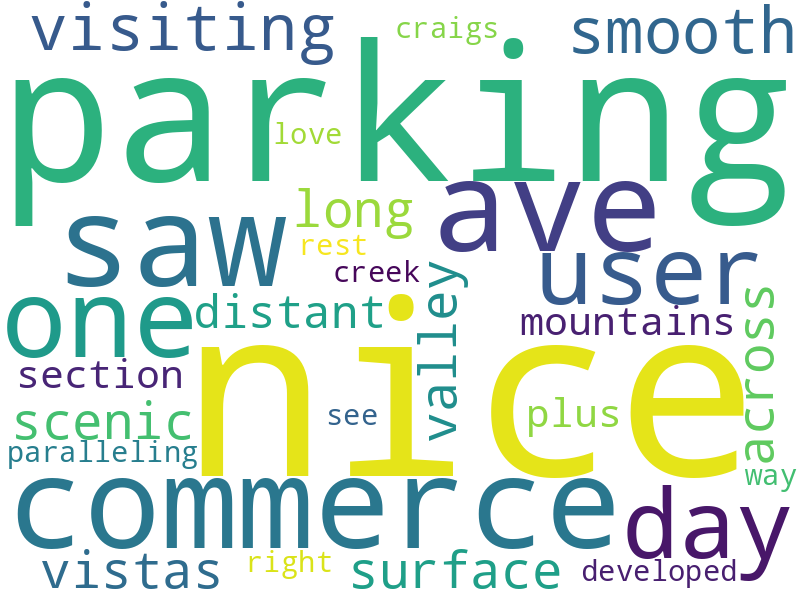 visiting
craigs
smooth
parking
love
ave
long
saw
rest
user
creek
one
distant
valley
mountains
across
section
nice
scenic
see
plus
paralleling
way
commerce
day
vistas
right
surface
developed